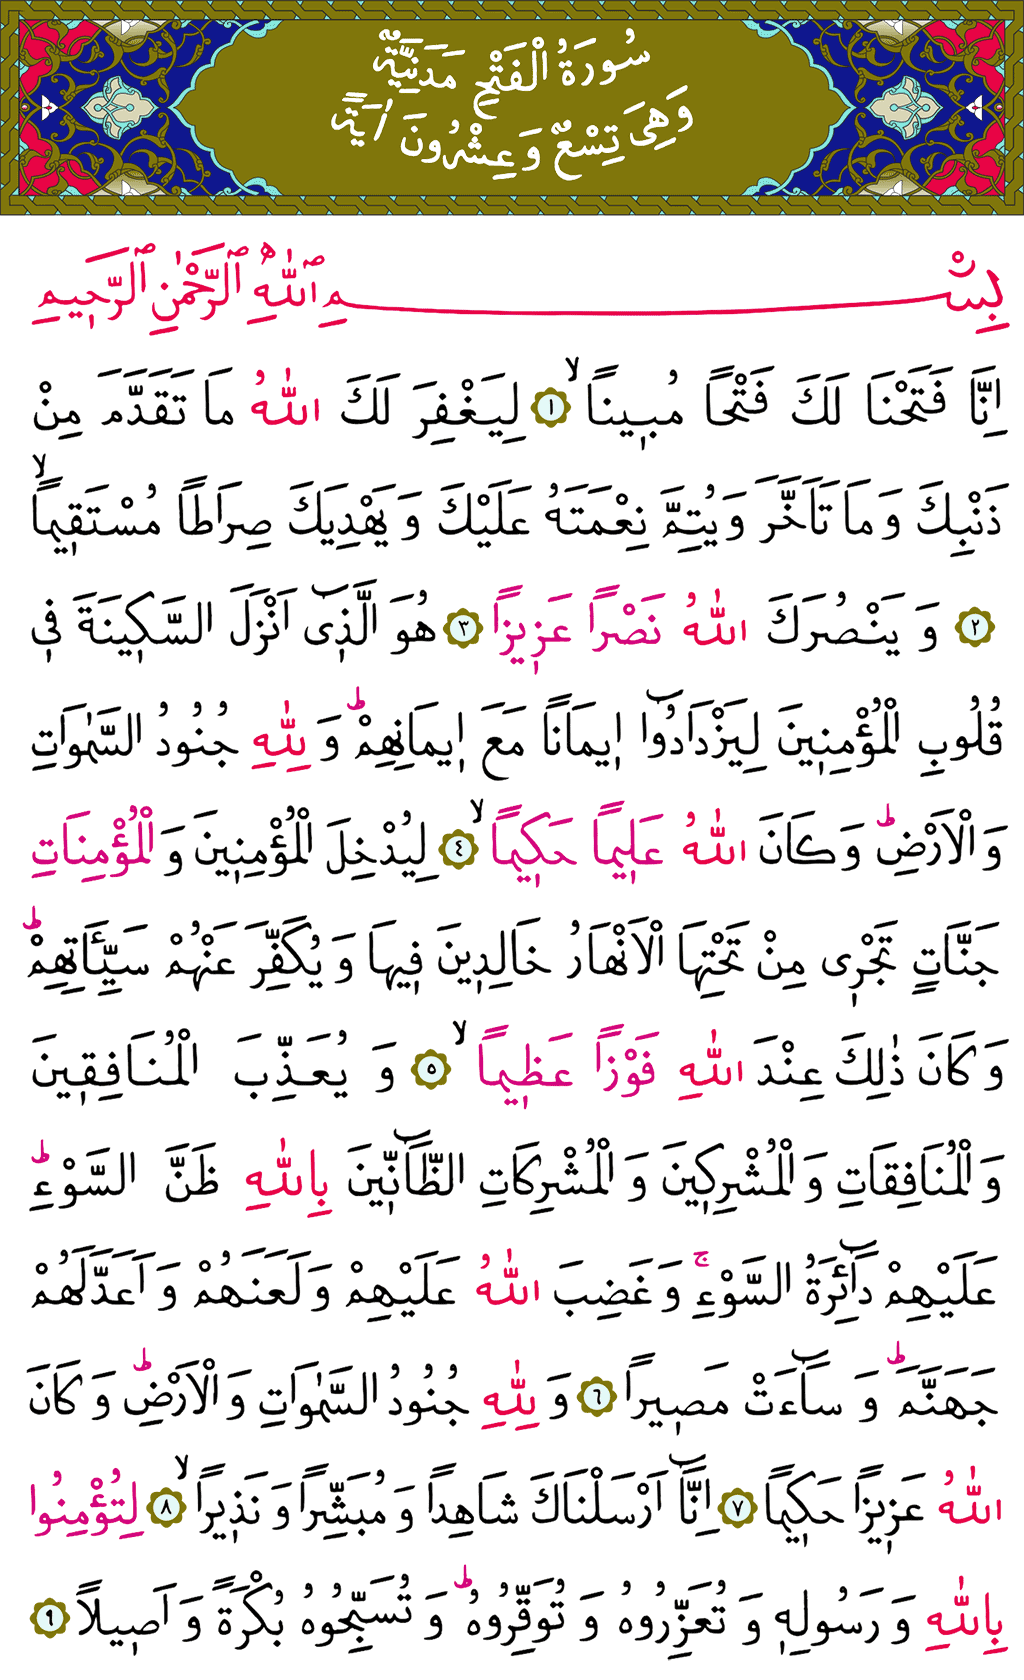 سُورَةُ الْفَتْحِ مَدَنِيَّةٌ
وَهِيَ تِسْعٌ وَعِشْرُونَ اٰيَةً
بِسْمِ ٱللّٰهِ ٱلرَّحْمٰنِ ٱلرَّح۪يمِ
اِنَّا فَتَحْنَا لَكَ فَتْحًا مُب۪ينًاۙ ﴿١﴾ لِيَغْفِرَ لَكَ اللّٰهُ مَا تَقَدَّمَ مِنْ
ذَنْبِكَ وَمَا تَاَخَّرَ وَيُتِمَّ نِعْمَتَهُ عَلَيْكَ وَيَهْدِيَكَ صِرَاطًا مُسْتَق۪يمًاۙ
﴿٢﴾ وَيَنْصُرَكَ اللّٰهُ نَصْرًا عَز۪يزًا ﴿٣﴾ هُوَ الَّذ۪ٓي اَنْزَلَ السَّك۪ينَةَ ف۪ي
قُلُوبِ الْمُؤْمِن۪ينَ لِيَزْدَادُٓوا ا۪يمَانًا مَعَ ا۪يمَانِهِمْۜ وَلِلّٰهِ جُنُودُ السَّمٰوَاتِ
وَالْاَرْضِۜ وَكَانَ اللّٰهُ عَل۪يمًا حَك۪يمًاۙ ﴿٤﴾ لِيُدْخِلَ الْمُؤْمِن۪ينَ وَالْمُؤْمِنَاتِ
جَنَّاتٍ تَجْر۪ي مِنْ تَحْتِهَا الْاَنْهَارُ خَالِد۪ينَ ف۪يهَا وَيُكَفِّرَ عَنْهُمْ سَيِّـَٔاتِهِمْۜ
وَكَانَ ذٰلِكَ عِنْدَ اللّٰهِ فَوْزًا عَظ۪يمًاۙ ﴿٥﴾ وَيُعَذِّبَ الْمُنَافِق۪ينَ
وَالْمُنَافِقَاتِ وَالْمُشْرِك۪ينَ وَالْمُشْرِكَاتِ الظَّٓانّ۪ينَ بِاللّٰهِ ظَنَّ السَّوْءِۜ
عَلَيْهِمْ دَٓائِرَةُ السَّوْءِۚ وَغَضِبَ اللّٰهُ عَلَيْهِمْ وَلَعَنَهُمْ وَاَعَدَّ لَهُمْ
جَهَنَّمَۜ وَسَٓاءَتْ مَص۪يرًا ﴿٦﴾ وَلِلّٰهِ جُنُودُ السَّمٰوَاتِ وَالْاَرْضِۜ وَكَانَ
اللّٰهُ عَز۪يزًا حَك۪يمًا ﴿٧﴾ اِنَّٓا اَرْسَلْنَاكَ شَاهِدًا وَمُبَشِّرًا وَنَذ۪يرًاۙ ﴿٨﴾ لِتُؤْمِنُوا
بِاللّٰهِ وَرَسُولِه۪ وَتُعَزِّرُوهُ وَتُوَقِّرُوهُۜ وَتُسَبِّحُوهُ بُكْرَةً وَاَص۪يلًا ﴿٩﴾